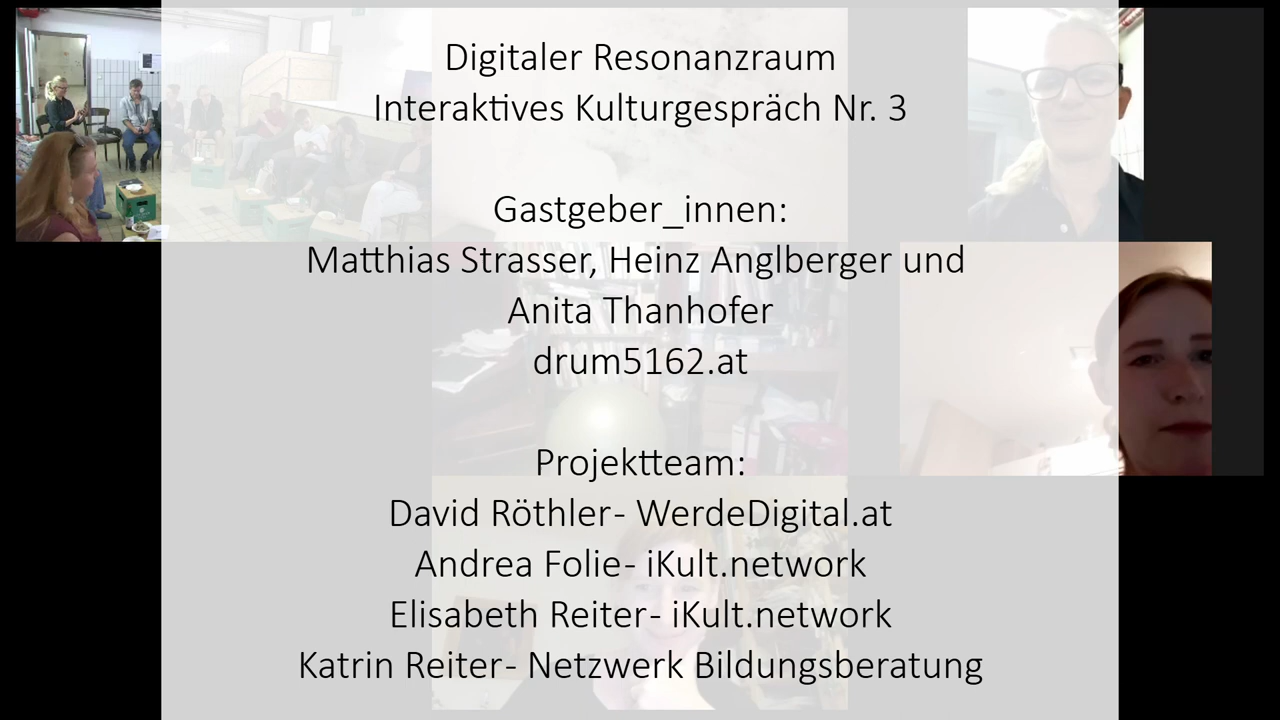 Digitaler Resonanzraum
Interaktives Kulturgespräch Nr. 3
Gastgeber_innen:
Matthias Strasser, Heinz Anglberger und
Anita Thanhofer
drum5162.at
Projektteam:
David Röthler- WerdeDigital.at
Andrea Folie- iKult.network
Elisabeth Reiter- iKult.network
Katrin Reiter- Netzwerk Bildungsberatung